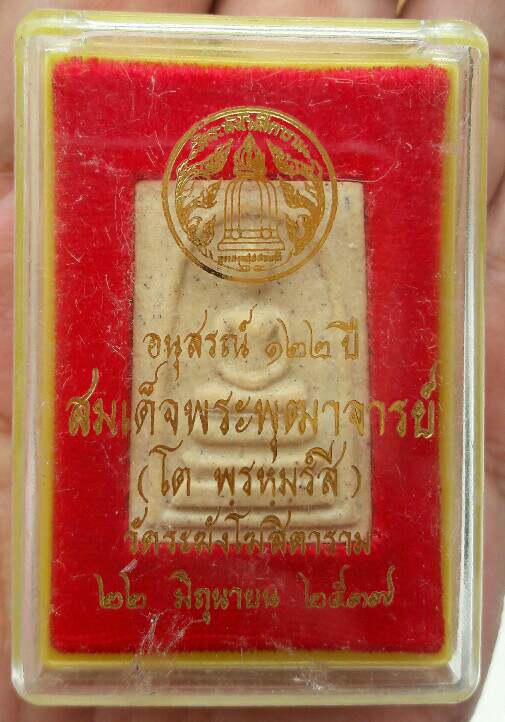 อนุสรณ์ ๑๒๒ ปี
สมเด็จพระพุฒาจารย์
(โต พฺรหฺมรํสี)
วัดระฆังโฆสิตาราม
๒๒ มิถุนายน ๒๕๓๗